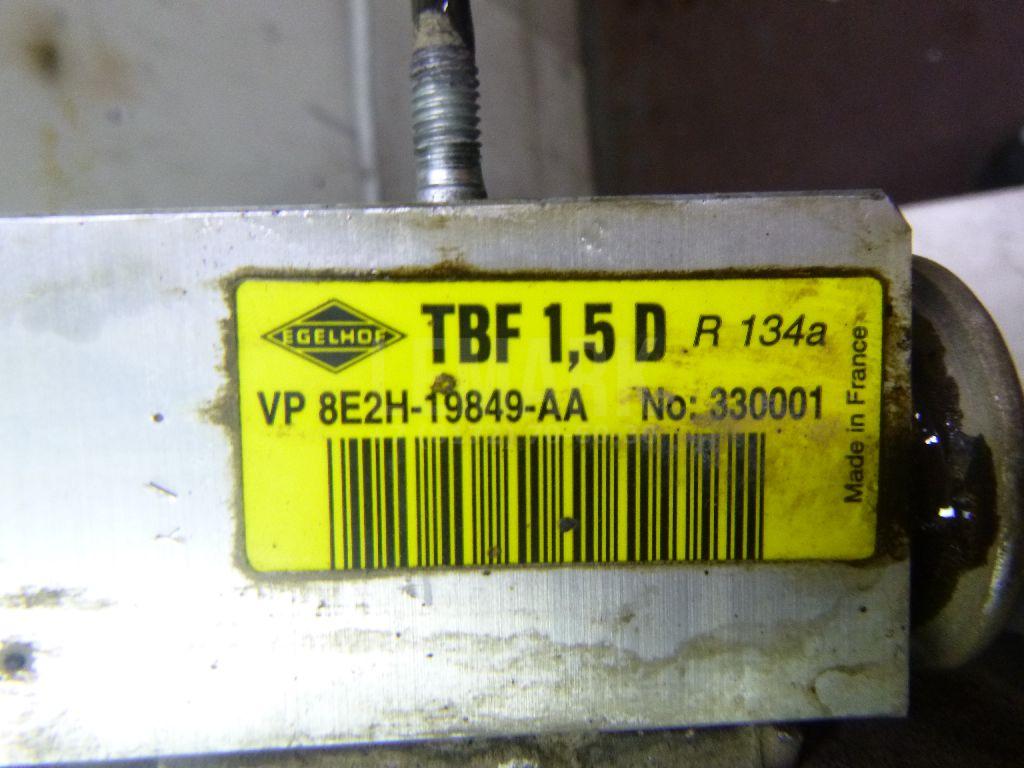 EGELHOF TBF 1,5 D R 134a
VP 8E2H-19849-AA No: 330001
Made in France